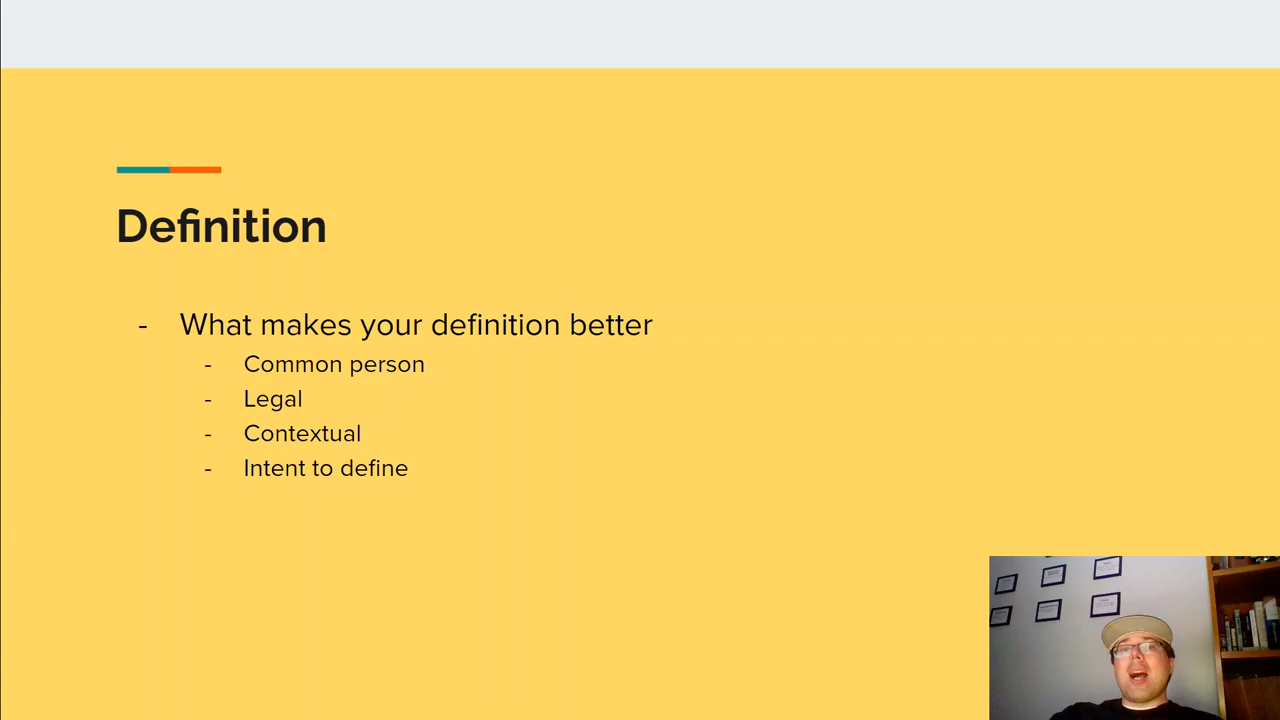 Definition
- What makes your definition better
- Common person
- Legal
- Contextual
- Intent to define